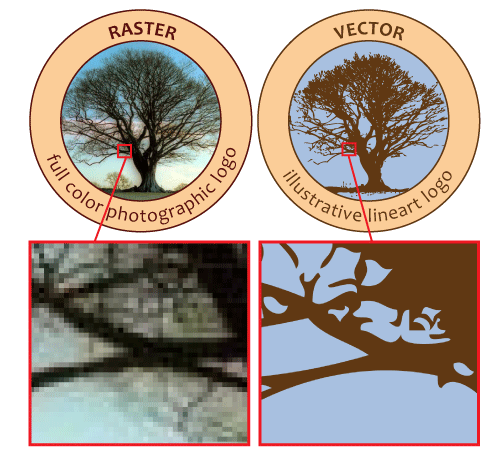 RASTER
full color photographic logo
VECTOR
illustrative lineart logo